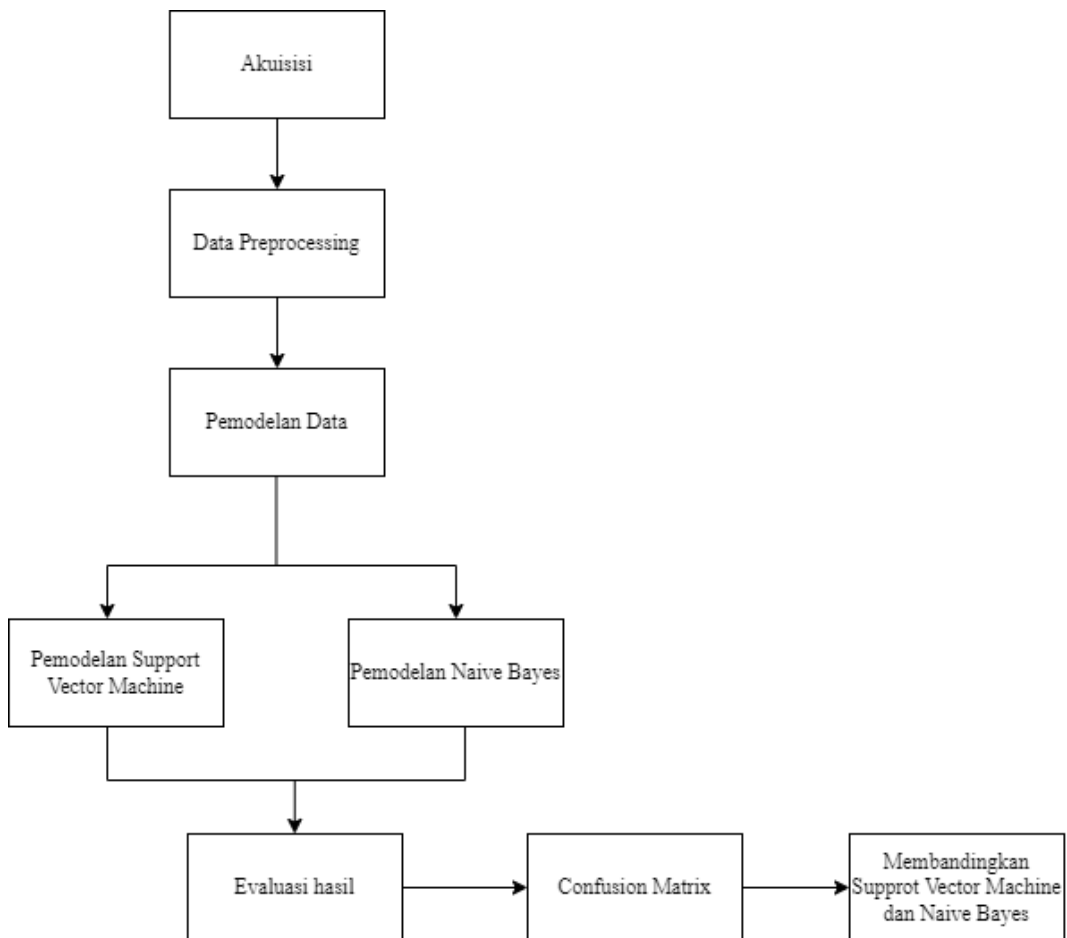 Akuisisi
Data Preprocessing
Pemodelan Data
Pemodelan Support
Vector Machine
Pemodelan Naive Bayes
Evaluasi hasil
Confusion Matrix
Membandingkan
Supprot Vector Machine
dan Naive Bayes